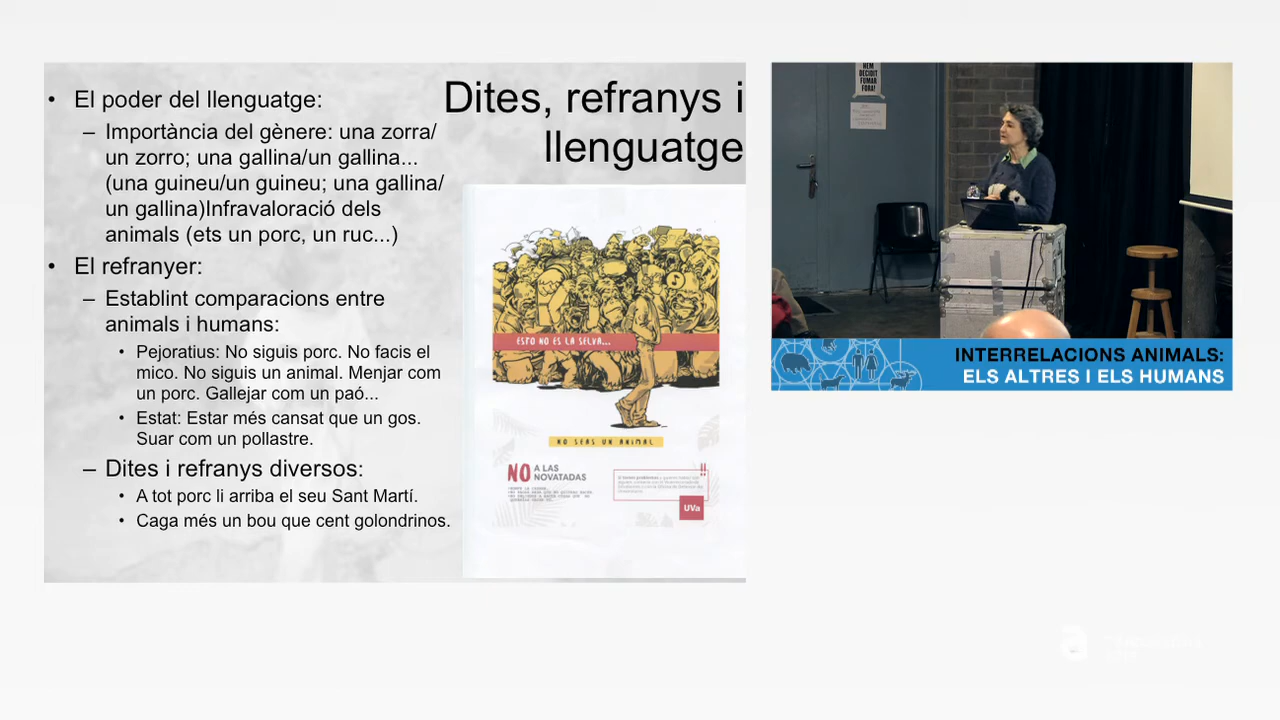 Dites, refranys i
llenguatge
• El poder del llenguatge:
– Importància del gènere: una zorra/
un zorro; una gallina/un gallina...
(una guineu/un guineu; una gallina/
un gallina)Infravaloració dels
animals (ets un porc, un ruc...)
• El refranyer:
– Establint comparacions entre
animals i humans:
• Pejoratius: No siguis porc. No facis el
mico. No siguis un animal. Menjar com
un porc. Gallejar com un paó...
• Estat: Estar més cansat que un gos.
Suar com un pollastre.
– Dites i refranys diversos:
• A tot porc li arriba el seu Sant Martí.
• Caga més un bou que cent golondrinos.
ESTO NO ES LA SELVA...
NO SEAS UN ANIMAL
NO A LAS
NOVATADAS
UVa
HEM
DECIDIT
FUMAR
FORA!
INTERRELACIONS ANIMALS:
ELS ALTRES I ELS HUMANS